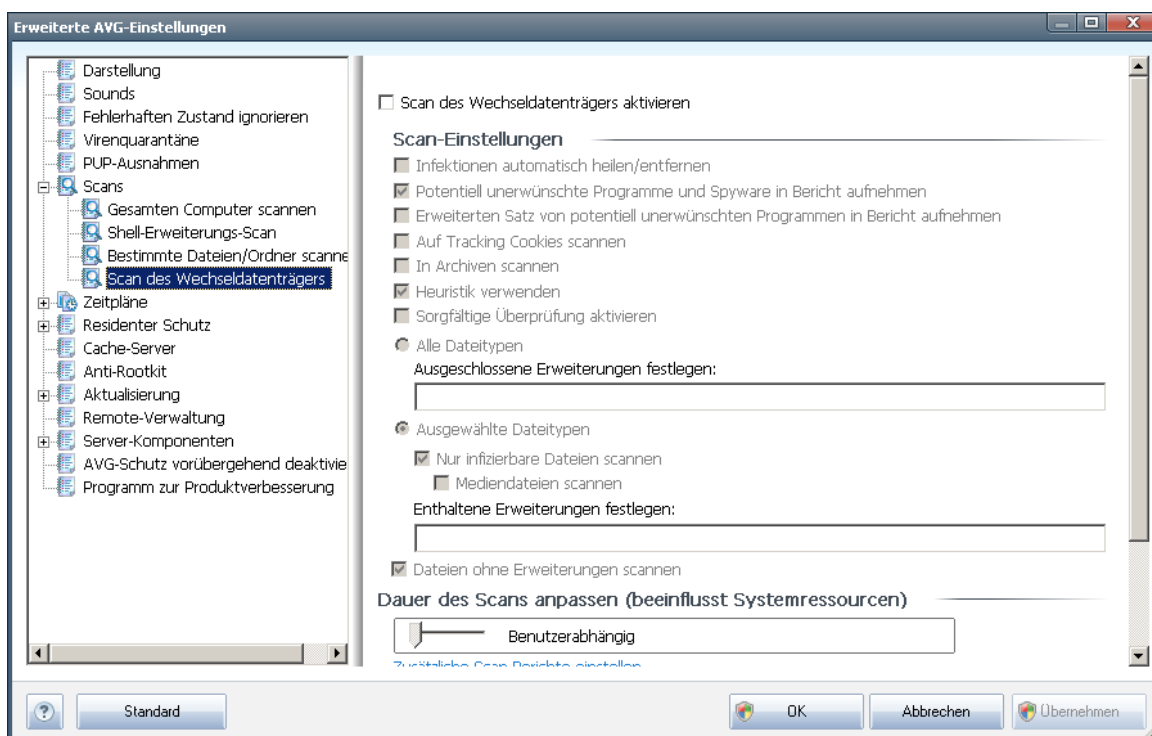 Erweiterte AVG-Einstellungen
Darstellung
Sounds
Fehlerhaften Zustand ignorieren
Virenquarantäne
PUP-Ausnahmen
Scans
Gesamten Computer scannen
Shell-Erweiterungs-Scan
Bestimmte Dateien/Ordner scanne
Scan des Wechseldatenträgers
Zeitpläne
Residenter Schutz
Cache-Server
Anti-Rootkit
Aktualisierung
Remote-Verwaltung
Server-Komponenten
AVG-Schutz vorübergehend deaktivie
Programm zur Produktverbesserung
Scan des Wechseldatenträgers aktivieren
Scan-Einstellungen
Infektionen automatisch heilen/entfernen
Potentiell unerwünschte Programme und Spyware in Bericht aufnehmen
Erweiterten Satz von potentiell unerwünschten Programmen in Bericht aufnehmen
Auf Tracking Cookies scannen
In Archiven scannen
Heuristik verwenden
Sorgfältige Überprüfung aktivieren
Alle Dateitypen
Ausgeschlossene Erweiterungen festlegen:
Ausgewählte Dateitypen
Nur infizierbare Dateien scannen
Mediendateien scannen
Enthaltene Erweiterungen festlegen:
Dateien ohne Erweiterungen scannen
Dauer des Scans anpassen (beeinflusst Systemressourcen)
Benutzerabhängig
Zusätzliche Scan-Berichte einstellen
? Standard OK Abbrechen Übernehmen